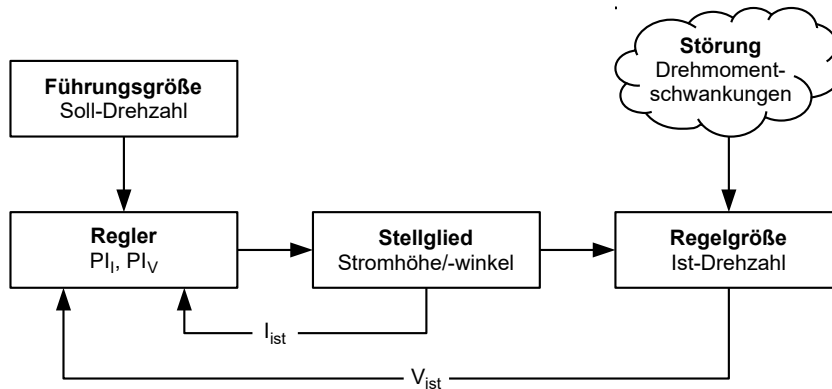 Störung
Drehmoment-
schwankungen
Führungsgröße
Soll-Drehzahl
Regler
PI_I, PI_V
Stellglied
Stromhöhe/-winkel
Regelgröße
Ist-Drehzahl
I_ist
V_ist